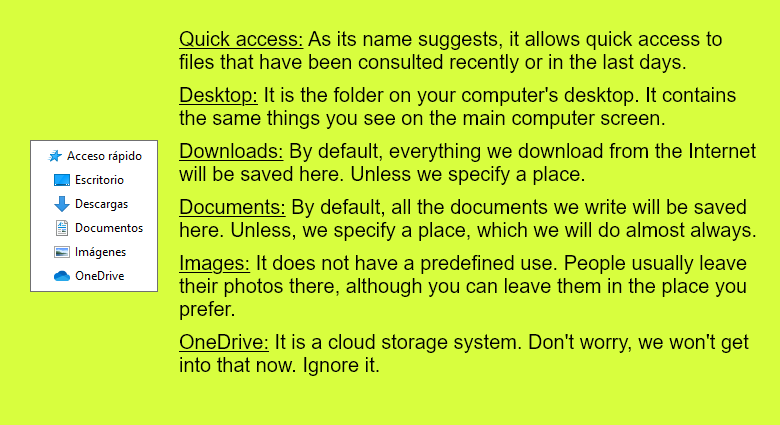 Acceso rápido
Escritorio
Descargas
Documentos
Imágenes
OneDrive
Quick access: As its name suggests, it allows quick access to
files that have been consulted recently or in the last days.
Desktop: It is the folder on your computer's desktop. It contains
the same things you see on the main computer screen.
Downloads: By default, everything we download from the Internet
will be saved here. Unless we specify a place.
Documents: By default, all the documents we write will be saved
here. Unless, we specify a place, which we will do almost always.
Images: It does not have a predefined use. People usually leave
their photos there, although you can leave them in the place you
prefer.
OneDrive: It is a cloud storage system. Don't worry, we won't get
into that now. Ignore it.